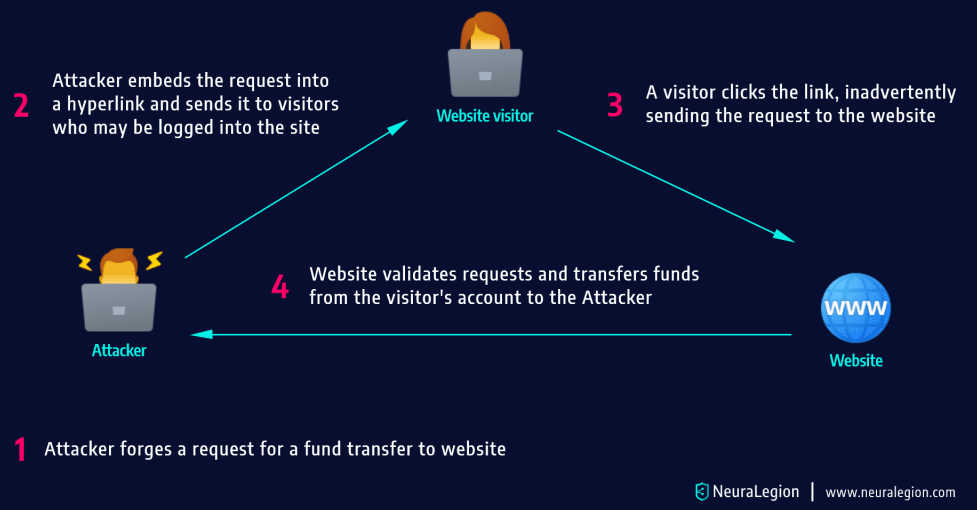 2
Attacker embeds the request into
a hyperlink and sends it to visitors
who may be logged into the site
Website visitor
3
A visitor clicks the link, inadvertently
sending the request to the website
4
Website validates requests and transfers funds
from the visitor's account to the Attacker
Attacker
WWW
Website
1
Attacker forges a request for a fund transfer to website
NeuraLegion | www.neuralegion.com